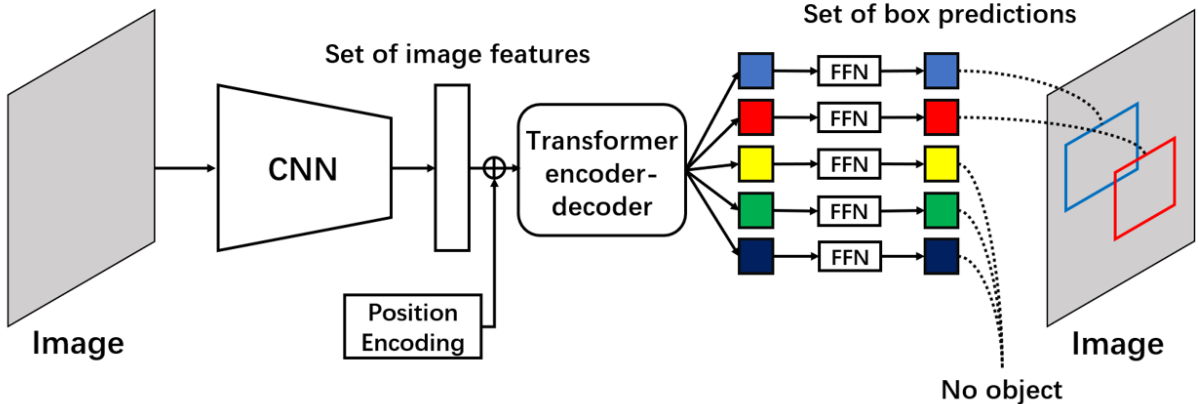 Set of box predictions
Set of image features
FFN
FFN
FFN
FFN
FFN
CNN
Transformer
encoder-
decoder
Position
Encoding
Image
Image
No object